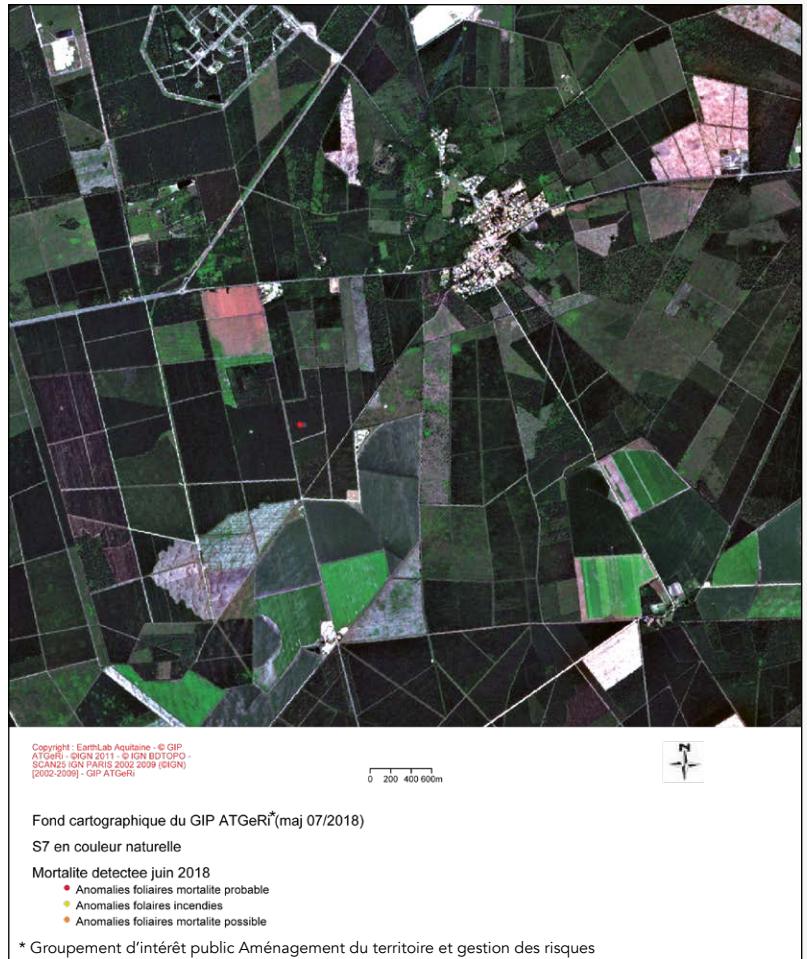 Copyright : EarthLab Aquitaine - © GIP
ATGeRi - ©IGN 2011 - © IGN BDTOPO -
SCAN25 IGN PARIS 2002 2009 (©IGN)
[2002-2009] - GIP ATGeRi
N
0 200 400 600m
Fond cartographique du GIP ATGeRi*(maj 07/2018)
S7 en couleur naturelle
Mortalite detectee juin 2018
Anomalies foliaires mortalite probable
Anomalies folaires incendies
Anomalies foliaires mortalite possible
* Groupement d'intérêt public Aménagement du territoire et gestion des risques